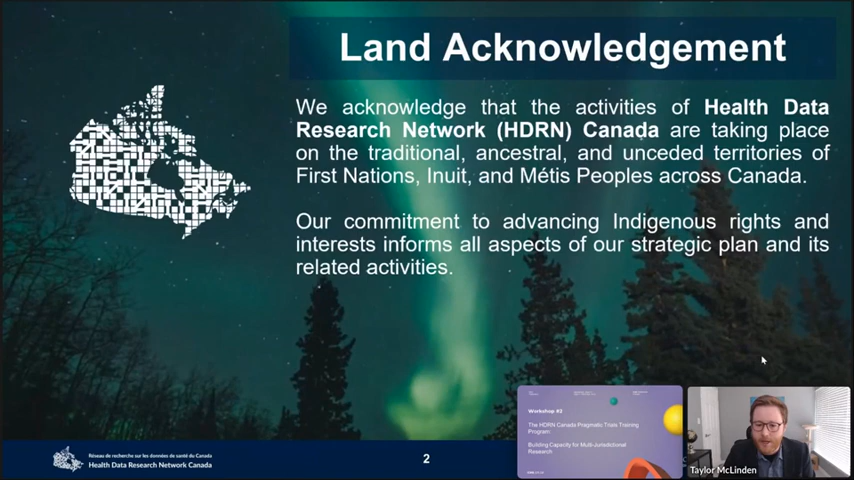 Land Acknowledgement
We acknowledge that the activities of Health Data
Research Network (HDRN) Canada are taking place
on the traditional, ancestral, and unceded territories of
First Nations, Inuit, and Métis Peoples across Canada.
Our commitment to advancing Indigenous rights and
interests informs all aspects of our strategic plan and its
related activities.
Workshop #2
The HDRN Canada Pragmatic Trials Training
Program
Building Capacity for Multi-Jurisdictional
Research
Taylor McLinden
Réseau de recherche sur les données de santé du Canada
Health Data Research Network Canada
2